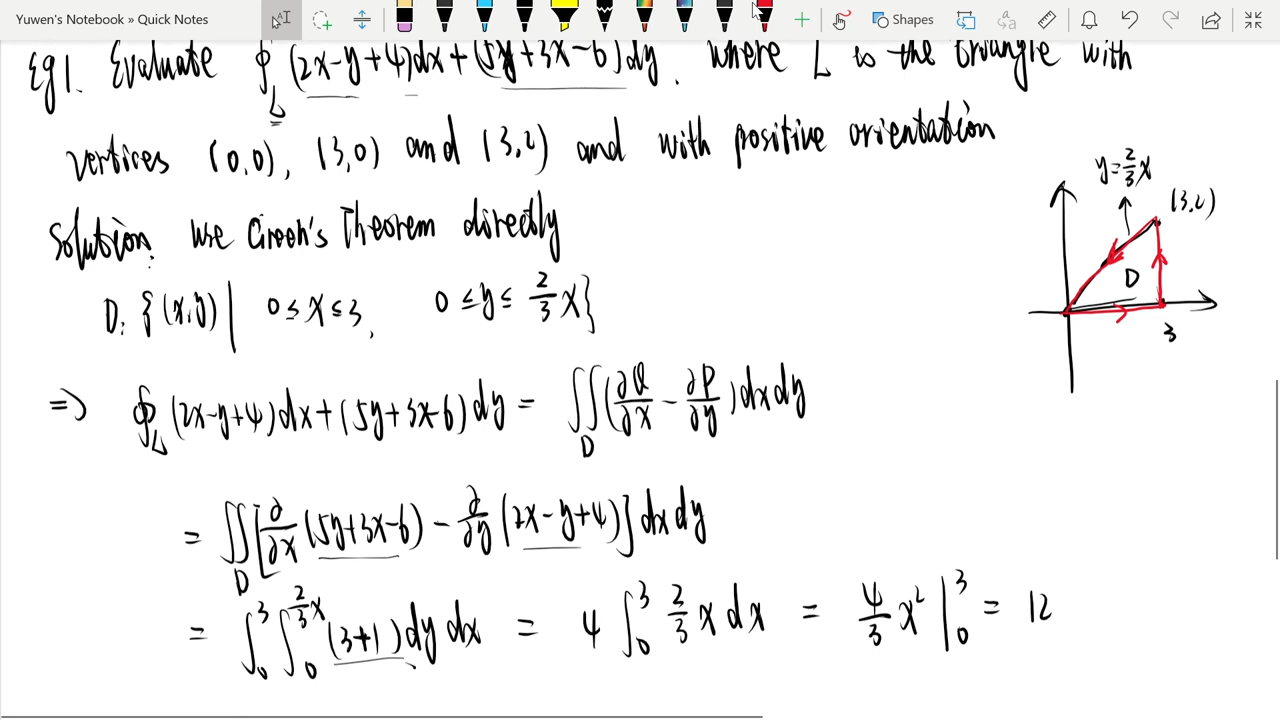 Yuwen's Notebook » Quick Notes
Shapes
Eg1. Evaluate ∮_L (2x-y+4)dx+(5y+3x-6)dy, where L is the triangle with
vertices (0,0), (3,0) and (3,2) and with positive orientation
y=2/3 x
(3,2)
D
3
Solution: use Green's Theorem directly
D: {(x,y)| 0≤x≤3, 0≤y≤ 2/3 x}
=> ∮_L (2x-y+4)dx+(5y+3x-6)dy = ∬_D (∂Q/∂x - ∂P/∂y)dxdy
= ∬_D [∂/∂x (5y+3x-6) - ∂/∂y (2x-y+4)] dxdy
= ∫_0^3 ∫_0^{2/3 x} (3+1) dy dx = 4 ∫_0^3 2/3 x dx = 4/3 x² |_0^3 = 12